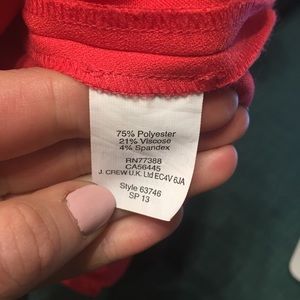 75% Polyester
21% Viscose
4% Spandex
RN77388
CA56445
J. CREW U.K. Ltd EC4V 6JA
Style 63746
SP 13